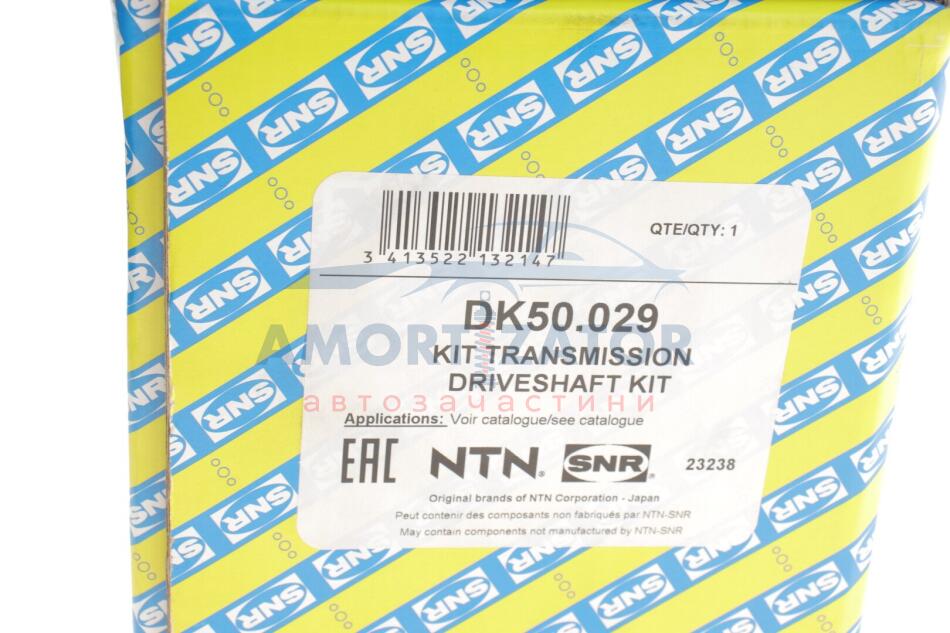 QTE/QTY: 1
3 413522 132147
DK50.029
AMORTIZATOR
KIT TRANSMISSION
DRIVESHAFT KIT
автозачастини
Applications: Voir catalogue/see catalogue
EAC NTN® SNR® 23238
Original brands of NTN Corporation - Japan
Peut contenir des composants non fabriqués par NTN-SNR
May contain components not manufactured by NTN-SNR